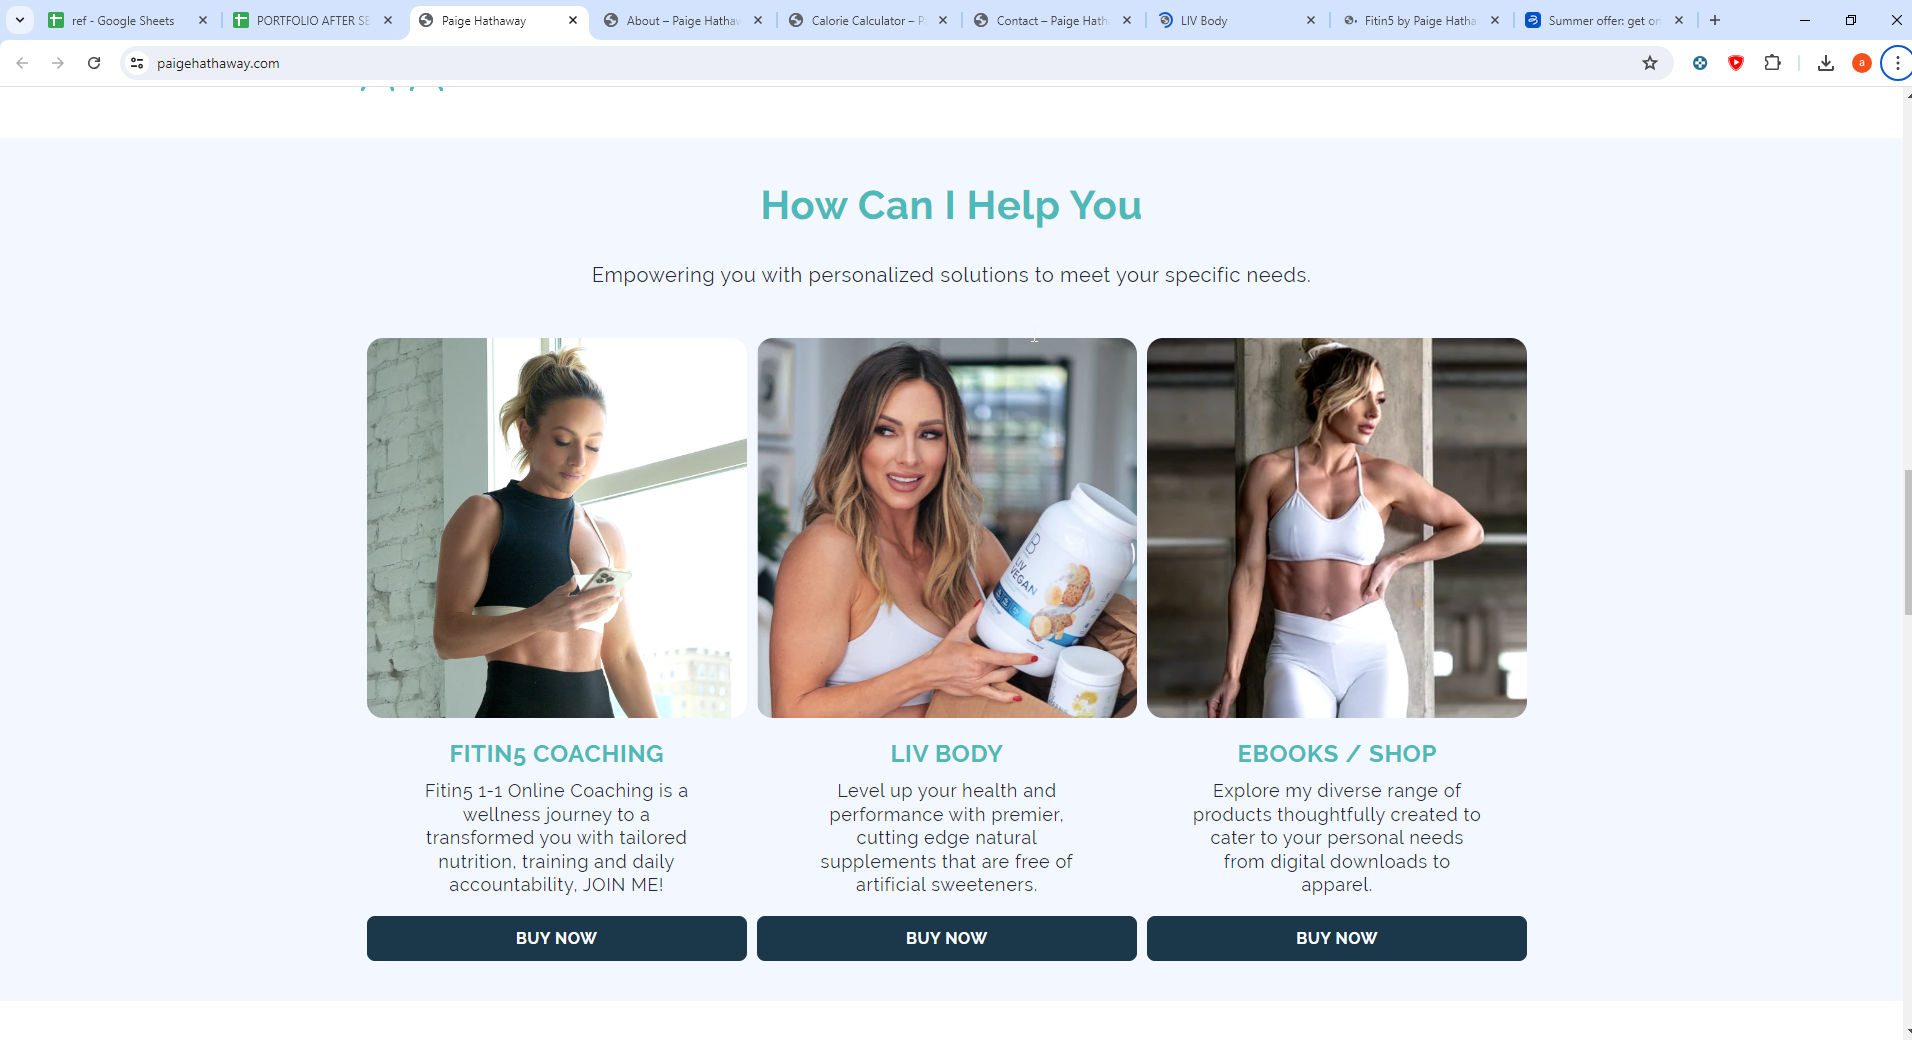 ref - Google Sheets
PORTFOLIO AFTER SE
Paige Hathaway
About – Paige Hathaw
Calorie Calculator – P
Contact – Paige Hath
LIV Body
Fitin5 by Paige Hatha
Summer offer: get on
paigehathaway.com
a
How Can I Help You
Empowering you with personalized solutions to meet your specific needs.
LIV
VEGAN
FITIN5 COACHING
Fitin5 1-1 Online Coaching is a
wellness journey to a
transformed you with tailored
nutrition, training and daily
accountability, JOIN ME!
BUY NOW
LIV BODY
Level up your health and
performance with premier,
cutting edge natural
supplements that are free of
artificial sweeteners.
BUY NOW
EBOOKS / SHOP
Explore my diverse range of
products thoughtfully created to
cater to your personal needs
from digital downloads to
apparel.
BUY NOW